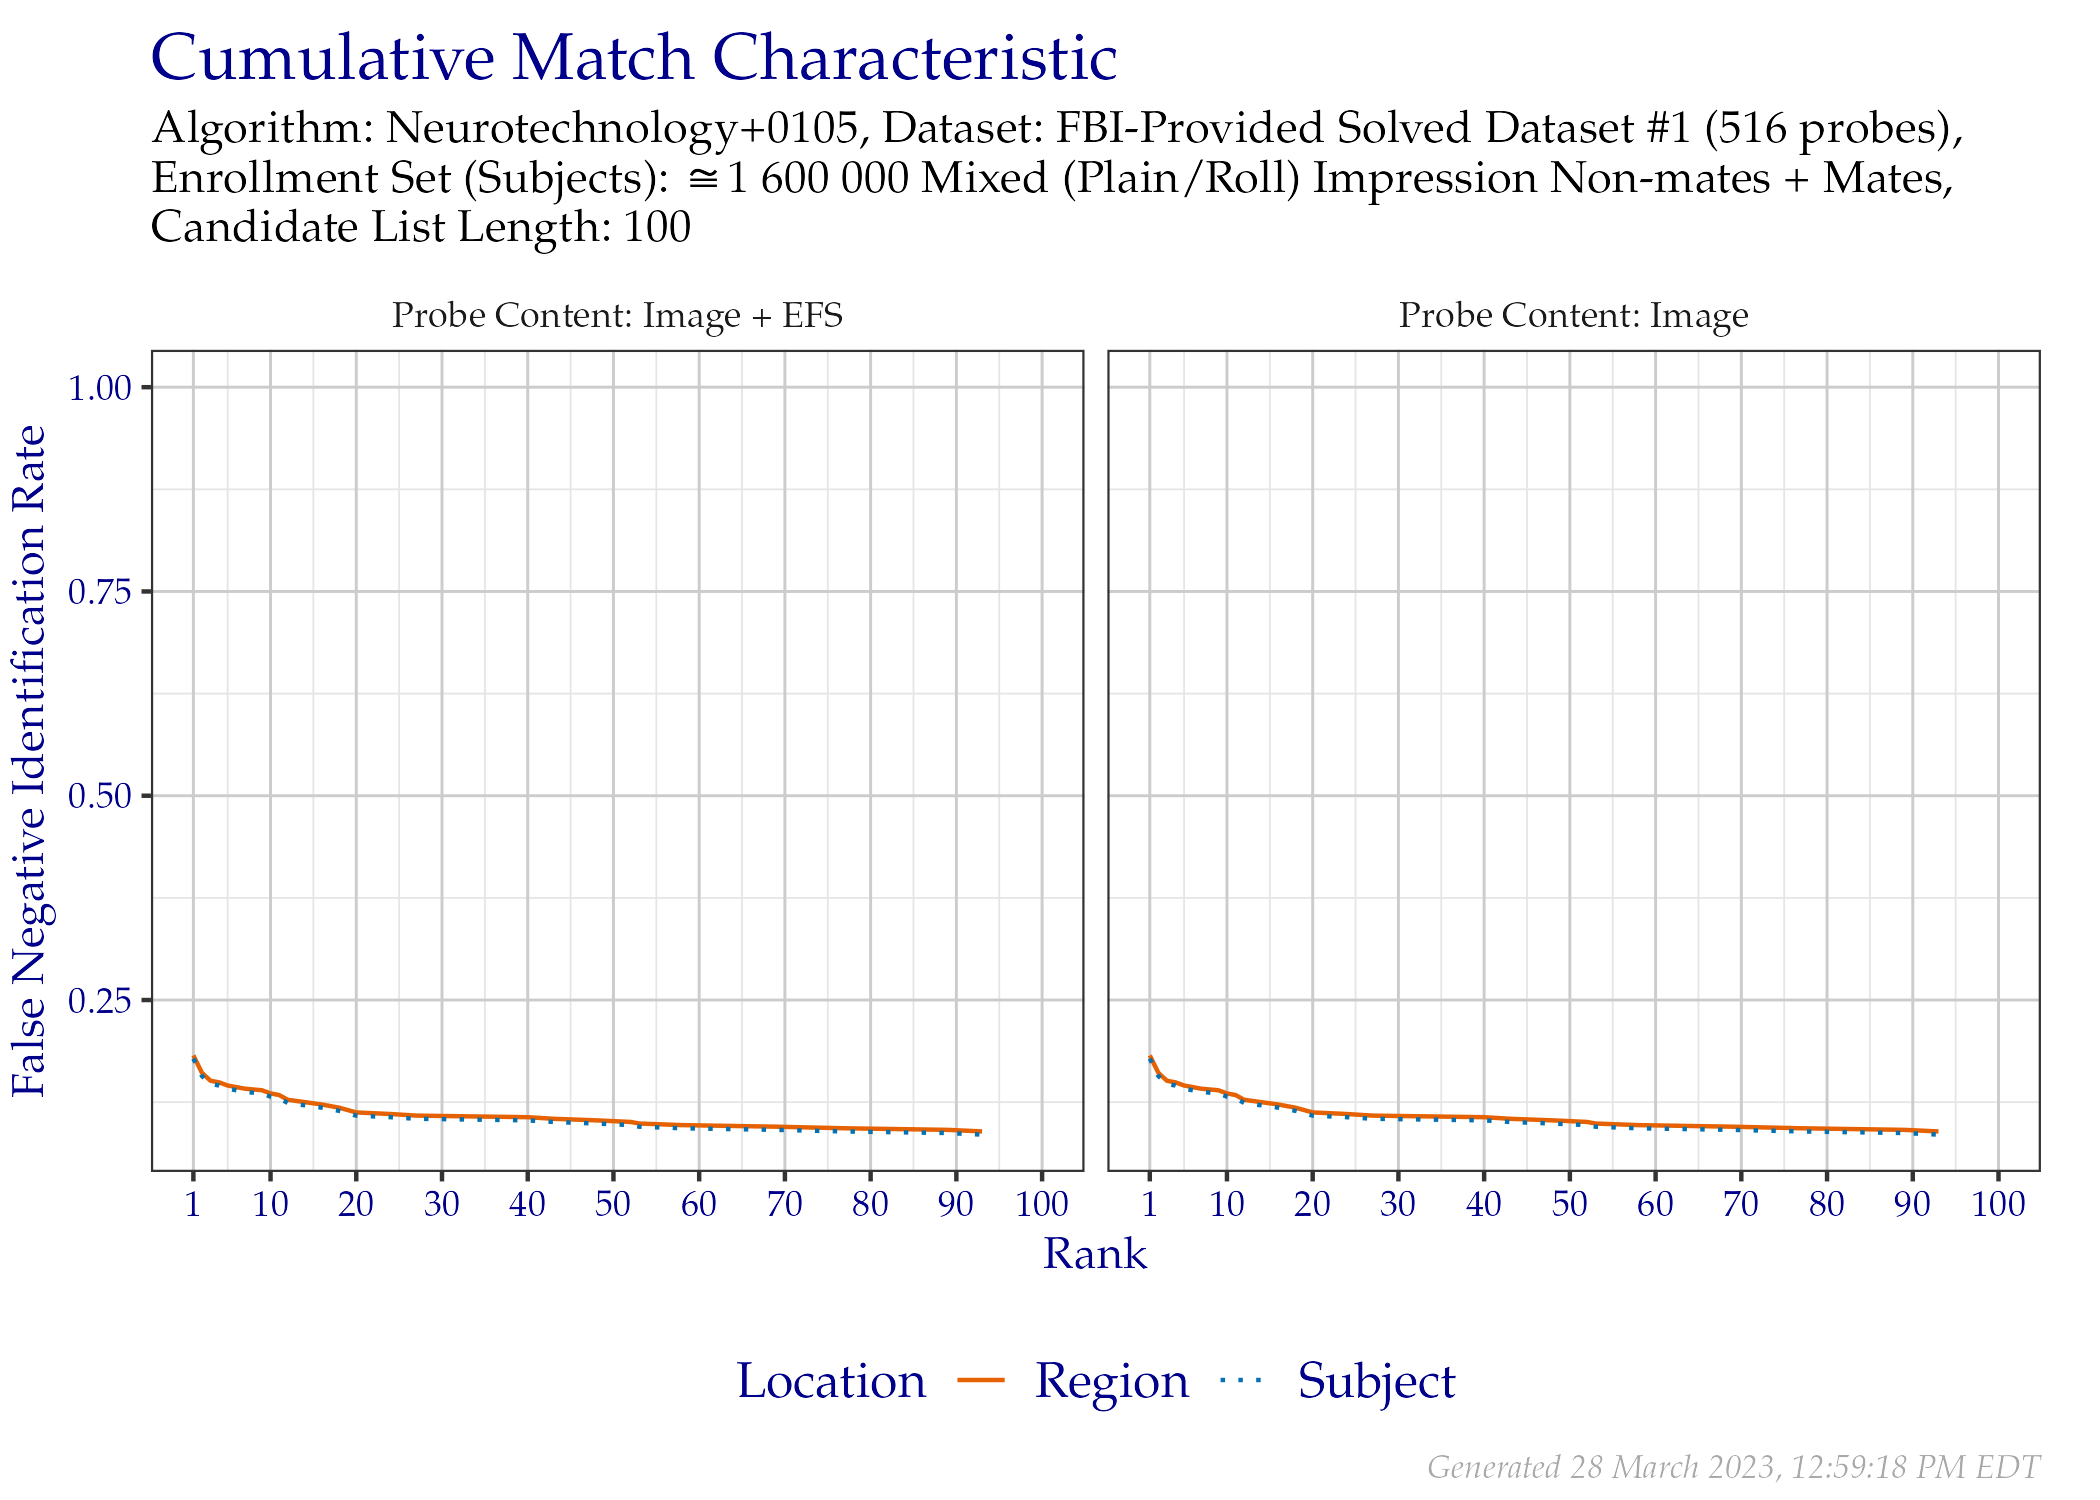 Cumulative Match Characteristic
Algorithm: Neurotechnology+0105, Dataset: FBI-Provided Solved Dataset #1 (516 probes),
Enrollment Set (Subjects): ≅ 1 600 000 Mixed (Plain/Roll) Impression Non-mates + Mates,
Candidate List Length: 100
Probe Content: Image + EFS
Probe Content: Image
False Negative Identification Rate
1.00
0.75
0.50
0.25
1 10 20 30 40 50 60 70 80 90 100
1 10 20 30 40 50 60 70 80 90 100
Rank
Location Region Subject
Generated 28 March 2023, 12:59:18 PM EDT